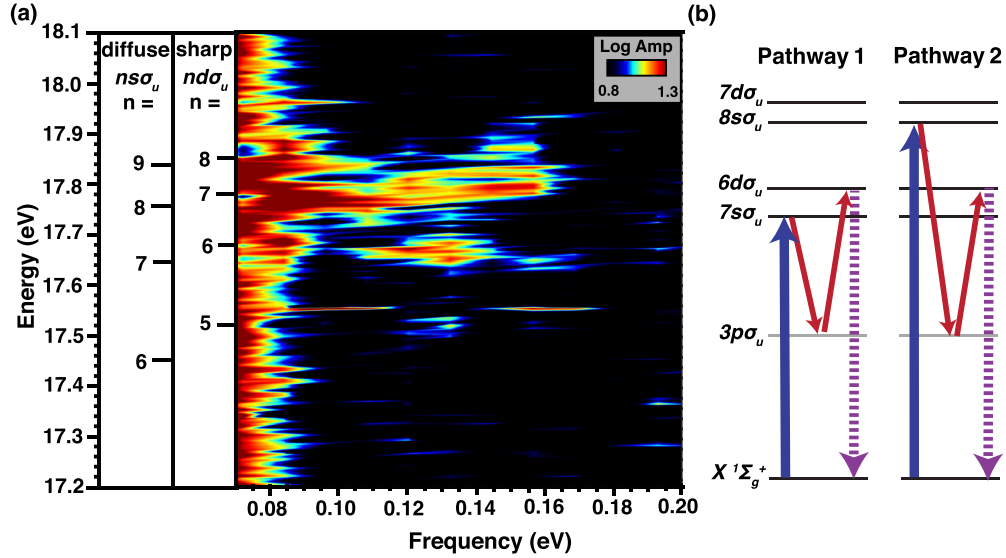 (a)
18.1
18.0
17.9
17.8
17.7
17.6
17.5
17.4
17.3
17.2
Energy (eV)
diffuse
nsσu
n =
9
8
7
6
sharp
ndσu
n =
8
7
6
5
Log Amp
0.8 1.3
0.08 0.10 0.12 0.14 0.16 0.18 0.20
Frequency (eV)
(b)
Pathway 1 Pathway 2
7dσu
8sσu
6dσu
7sσu
3pσu
X ¹Σg⁺